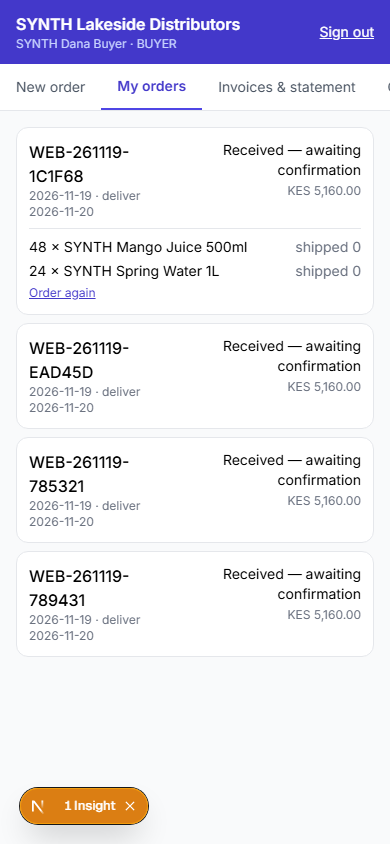 SYNTH Lakeside Distributors
SYNTH Dana Buyer · BUYER
Sign out
New order
My orders
Invoices & statement
WEB-261119-
1C1F68
2026-11-19 · deliver
2026-11-20
Received — awaiting
confirmation
KES 5,160.00
48 × SYNTH Mango Juice 500ml
shipped 0
24 × SYNTH Spring Water 1L
shipped 0
Order again
WEB-261119-
EAD45D
2026-11-19 · deliver
2026-11-20
Received — awaiting
confirmation
KES 5,160.00
WEB-261119-
785321
2026-11-19 · deliver
2026-11-20
Received — awaiting
confirmation
KES 5,160.00
WEB-261119-
789431
2026-11-19 · deliver
2026-11-20
Received — awaiting
confirmation
KES 5,160.00
N
1 Insight ×